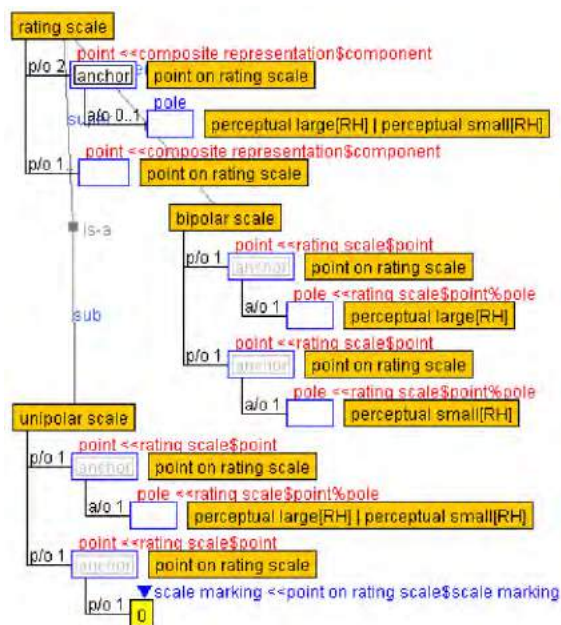 rating scale
point <<composite representation$component
p/o 2 anchor point on rating scale
pole
a/o 0..1 perceptual large[RH] | perceptual small[RH]
point <<composite representation$component
p/o 1.. point on rating scale
bipolar scale
is-a
point <<rating scale$point
p/o 1 anchor point on rating scale
pole <<rating scale$point%pole
a/o 1 perceptual large[RH]
sub
point <<rating scale$point
p/o 1 anchor point on rating scale
pole <<rating scale$point%pole
a/o 1 perceptual small[RH]
unipolar scale
point <<rating scale$point
p/o 1 anchor point on rating scale
pole <<rating scale$point%pole
a/o 1 perceptual large[RH] | perceptual small[RH]
point <<rating scale$point
p/o 1 anchor point on rating scale
scale marking <<point on rating scale$scale marking
p/o 1 0